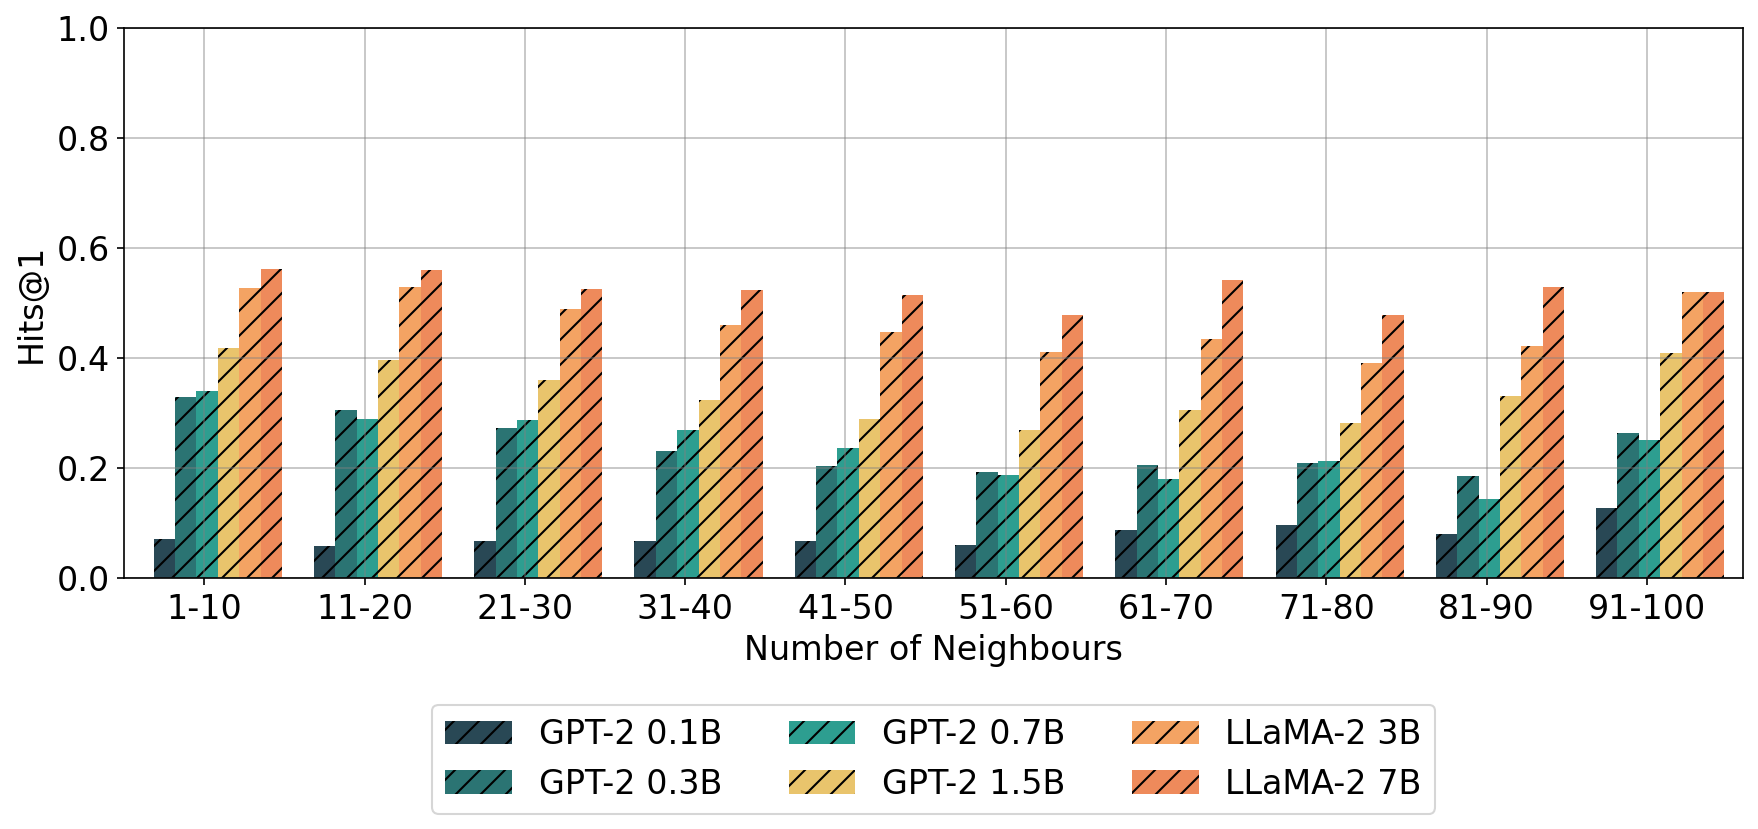 1.0
0.8
0.6
0.4
0.2
0.0
Hits@1
1-10 11-20 21-30 31-40 41-50 51-60 61-70 71-80 81-90 91-100
Number of Neighbours
GPT-2 0.1B GPT-2 0.7B LLaMA-2 3B
GPT-2 0.3B GPT-2 1.5B LLaMA-2 7B